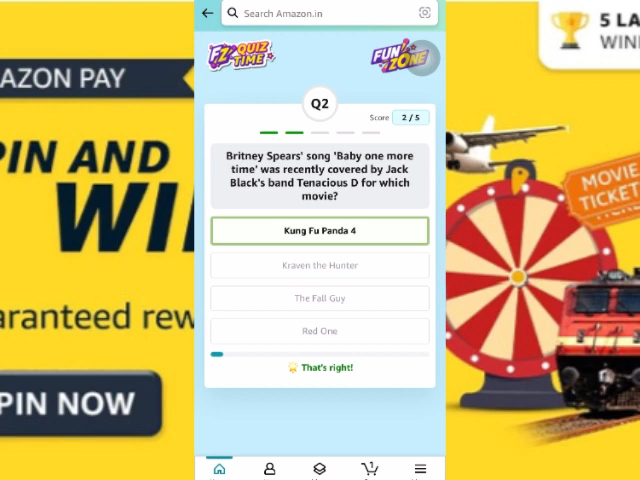 Search Amazon.in
FZ QUIZ TIME
FUN ZONE
Q2
Score 2 / 5
Britney Spears' song 'Baby one more
time' was recently covered by Jack
Black's band Tenacious D for which
movie?
Kung Fu Panda 4
Kraven the Hunter
The Fall Guy
Red One
That's right!
1
AZON PAY
PIN AND
WI
aranteed rew
PIN NOW
5 LA
WIN
MOVIE
TICKET